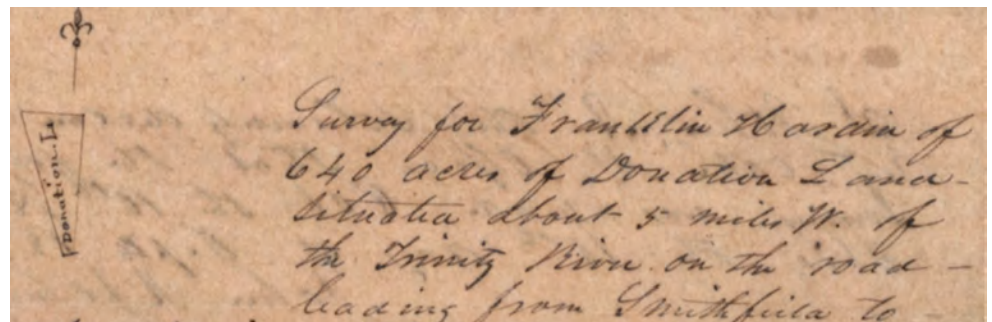 Donation. L.
Survey for Franklin Hardin of
640 acres of Donation Land
situated about 5 miles W. of
the Trinity River on the road
leading from Smithfield to